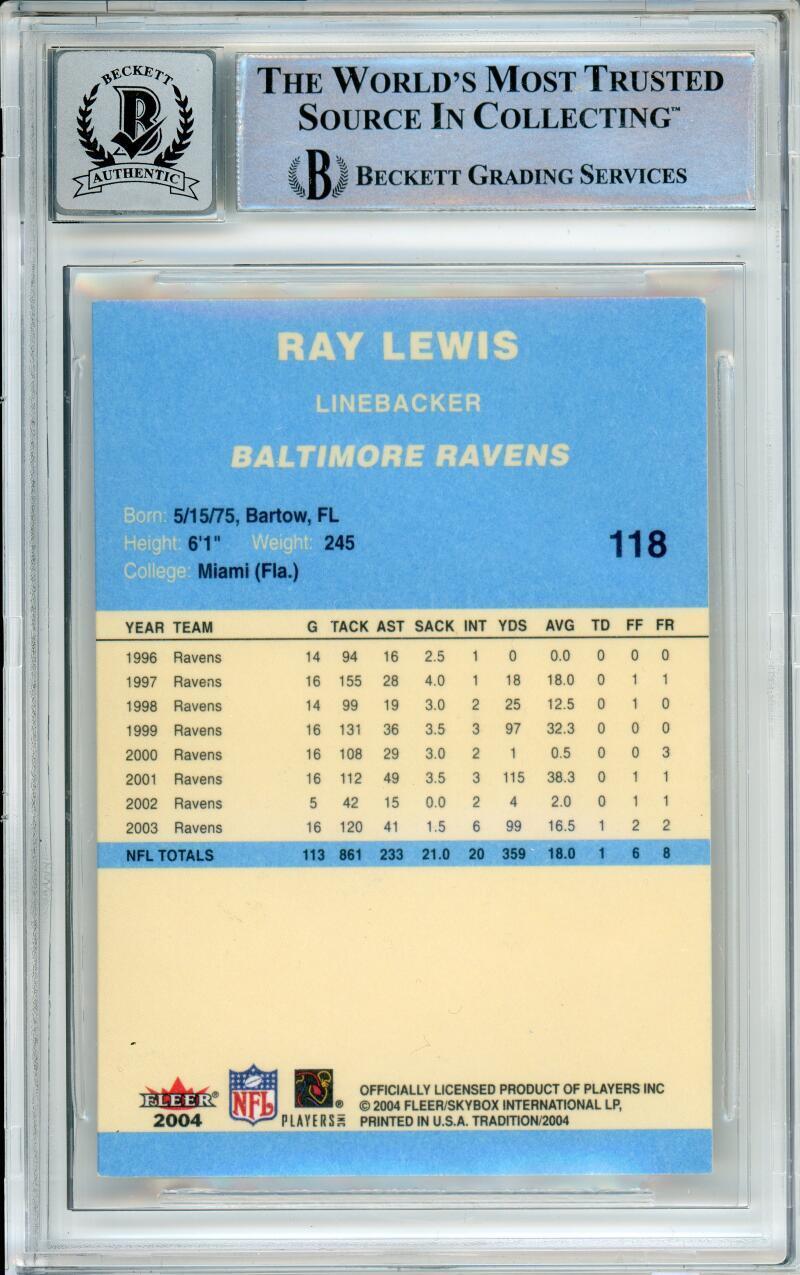 BECKETT
B
AUTHENTIC
THE WORLD'S MOST TRUSTED
SOURCE IN COLLECTING™
B BECKETT GRADING SERVICES
RAY LEWIS
LINEBACKER
BALTIMORE RAVENS
Born: 5/15/75, Bartow, FL
Height: 6'1" Weight: 245
118
College: Miami (Fla.)
YEAR TEAM G TACK AST SACK INT YDS AVG TD FF FR
1996 Ravens 14 94 16 2.5 1 0 0.0 0 0 0
1997 Ravens 16 155 28 4.0 1 18 18.0 0 1 1
1998 Ravens 14 99 19 3.0 2 25 12.5 0 1 0
1999 Ravens 16 131 36 3.5 3 97 32.3 0 0 0
2000 Ravens 16 108 29 3.0 2 1 0.5 0 0 3
2001 Ravens 16 112 49 3.5 3 115 38.3 0 1 1
2002 Ravens 5 42 15 0.0 2 4 2.0 0 1 1
2003 Ravens 16 120 41 1.5 6 99 16.5 1 2 2
NFL TOTALS 113 861 233 21.0 20 359 18.0 1 6 8
FLEER®
2004
NFL
PLAYERS INC
®
OFFICIALLY LICENSED PRODUCT OF PLAYERS INC
© 2004 FLEER/SKYBOX INTERNATIONAL LP,
PRINTED IN U.S.A. TRADITION/2004